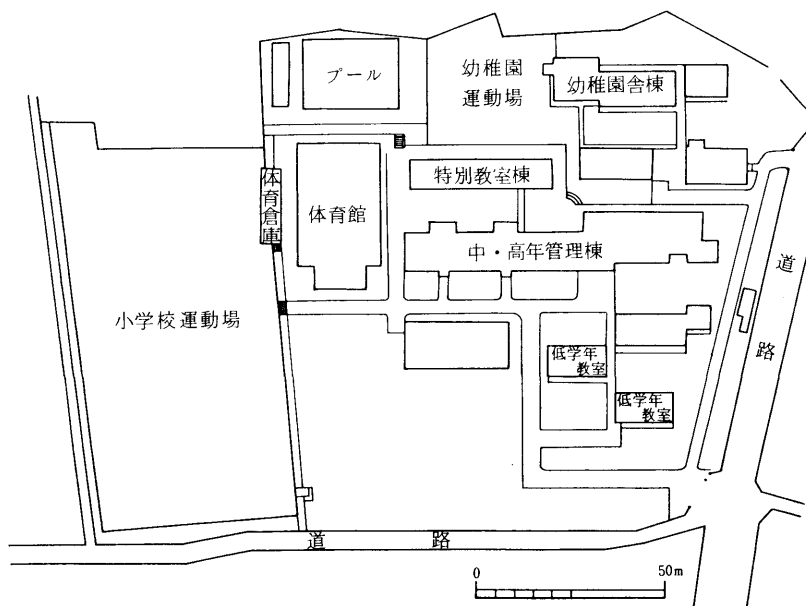 プール
幼稚園
運動場
幼稚園舎棟
特別教室棟
体育倉庫
体育館
中・高年管理棟
小学校運動場
道路
低学年
教室
低学年
教室
道路
0
50m